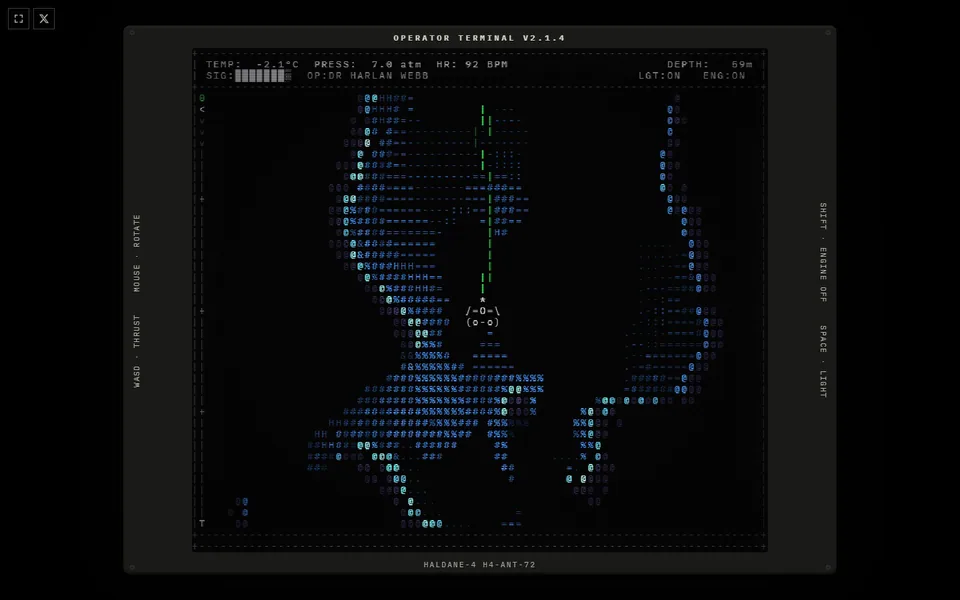 OPERATOR TERMINAL V2.1.4
TEMP: -2.1°C PRESS: 7.0 atm HR: 92 BPM DEPTH: 69m
SIG: OP:DR HARLAN WEBB LGT:ON ENG:ON
MOUSE · ROTATE
WASD · THRUST
SHIFT · ENGINE OFF
SPACE · LIGHT
HALDANE-4 H4-ANT-72